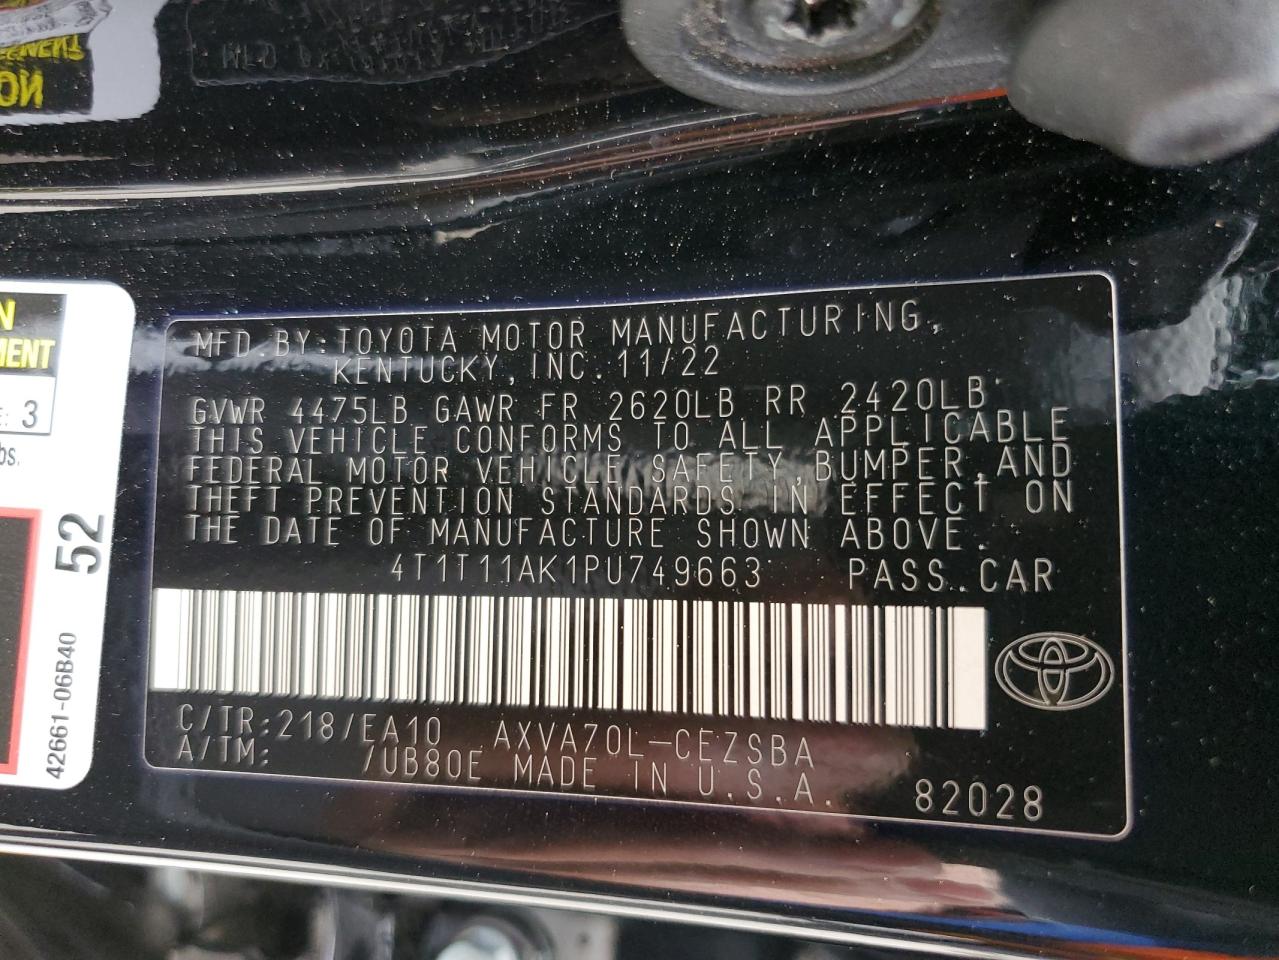 N
MENT
E: 3
bs.
52
42661-06B40
MFD. BY: TOYOTA MOTOR MANUFACTURING,
KENTUCKY, INC. 11/22
GVWR 4475LB GAWR FR 2620LB RR 2420LB
THIS VEHICLE CONFORMS TO ALL APPLICABLE
FEDERAL MOTOR VEHICLE SAFETY, BUMPER, AND
THEFT PREVENTION STANDARDS IN EFFECT ON
THE DATE OF MANUFACTURE SHOWN ABOVE.
4T1T11AK1PU749663 PASS. CAR
C/TR: 218/EA10 AXVA70L-CEZSBA
A/TM: /UB80E MADE IN U.S.A.
82028